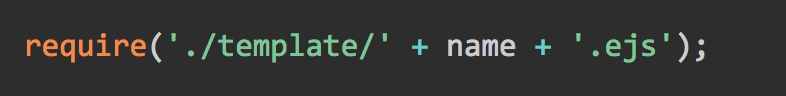 require('./template/' + name + '.ejs');